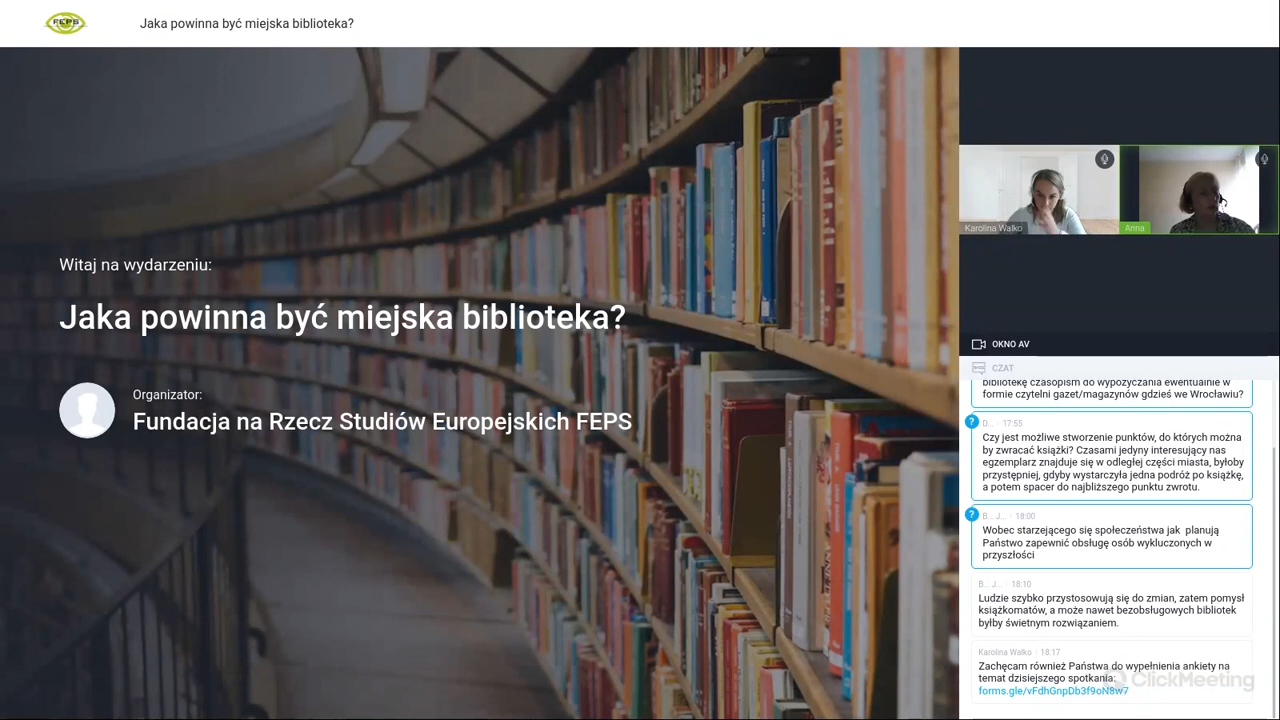 FEPS
Jaka powinna być miejska biblioteka?
Witaj na wydarzeniu:
Jaka powinna być miejska biblioteka?
Organizator:
Fundacja na Rzecz Studiów Europejskich FEPS
Karolina Walko
Anna
OKNO AV
CZAT
bibliotekę czasopism do wypożyczania ewentualnie w
formie czytelni gazet/magazynów gdzieś we Wrocławiu?
?
D... · 17:55
Czy jest możliwe stworzenie punktów, do których można
by zwracać książki? Czasami jedyny interesujący nas
egzemplarz znajduje się w odległej części miasta, byłoby
przystępniej, gdyby wystarczyła jedna podróż po książkę,
a potem spacer do najbliższego punktu zwrotu.
?
B... J... · 18:00
Wobec starzejącego się społeczeństwa jak planują
Państwo zapewnić obsługę osób wykluczonych w
przyszłości
B... J... · 18:10
Ludzie szybko przystosowują się do zmian, zatem pomysł
książkomatów, a może nawet bezobsługowych bibliotek
byłby świetnym rozwiązaniem.
Karolina Walko · 18:17
Zachęcam również Państwa do wypełnienia ankiety na
temat dzisiejszego spotkania:
forms.gle/vFdhGnpDb3f9oN8w7
ClickMeeting